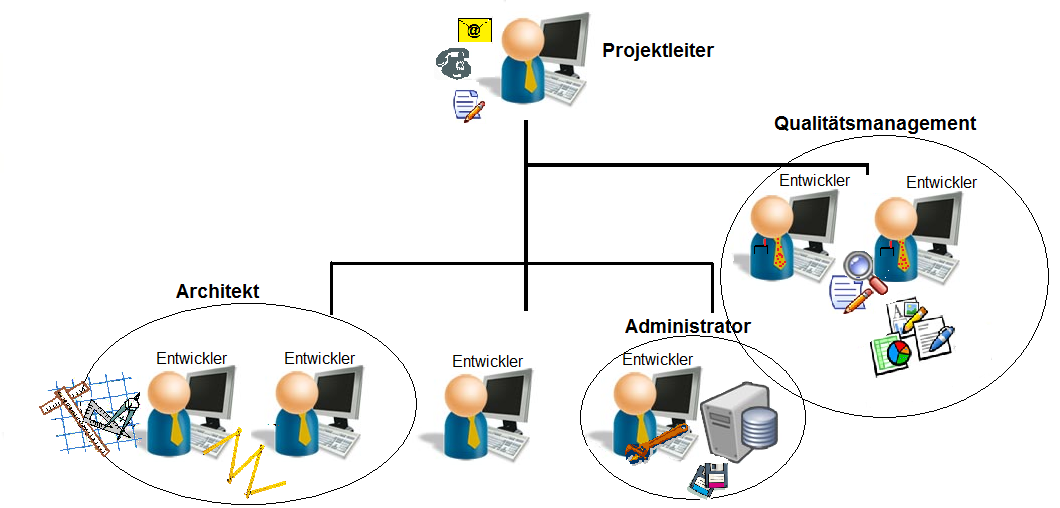 @
Projektleiter
Qualitätsmanagement
Entwickler
Entwickler
Architekt
Administrator
Entwickler
Entwickler
Entwickler
Entwickler
A